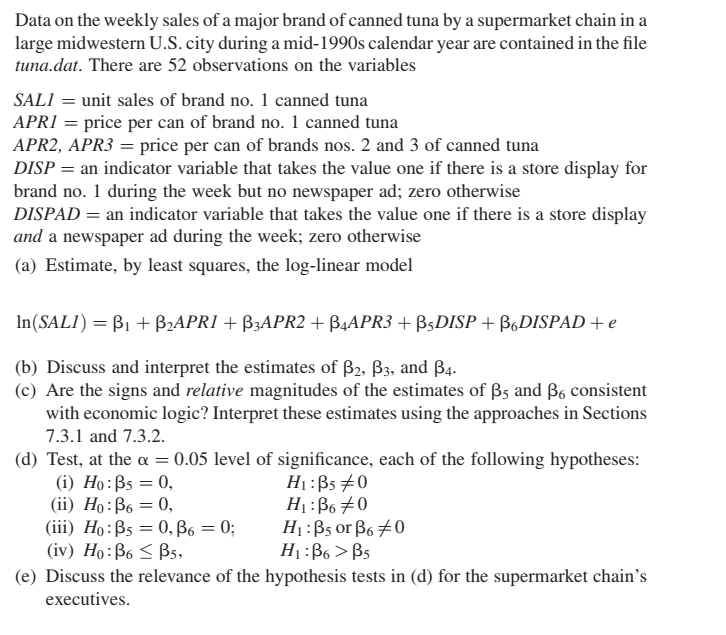 Data on the weekly sales of a major brand of canned tuna by a supermarket chain in a
large midwestern U.S. city during a mid-1990s calendar year are contained in the file
tuna.dat. There are 52 observations on the variables
SAL1 = unit sales of brand no. 1 canned tuna
APR1 = price per can of brand no. 1 canned tuna
APR2, APR3 = price per can of brands nos. 2 and 3 of canned tuna
DISP = an indicator variable that takes the value one if there is a store display for
brand no. 1 during the week but no newspaper ad; zero otherwise
DISPAD = an indicator variable that takes the value one if there is a store display
and a newspaper ad during the week; zero otherwise
(a) Estimate, by least squares, the log-linear model
ln(SAL1) = β₁ + β₂APR1 + β₃APR2 + β₄APR3 + β₅DISP + β₆DISPAD + e
(b) Discuss and interpret the estimates of β₂, β₃, and β₄.
(c) Are the signs and relative magnitudes of the estimates of β₅ and β₆ consistent
with economic logic? Interpret these estimates using the approaches in Sections
7.3.1 and 7.3.2.
(d) Test, at the α = 0.05 level of significance, each of the following hypotheses:
(i) H₀:β₅ = 0, H₁:β₅ ≠ 0
(ii) H₀:β₆ = 0, H₁:β₆ ≠ 0
(iii) H₀:β₅ = 0, β₆ = 0; H₁:β₅ or β₆ ≠ 0
(iv) H₀:β₆ ≤ β₅, H₁:β₆ > β₅
(e) Discuss the relevance of the hypothesis tests in (d) for the supermarket chain's
executives.